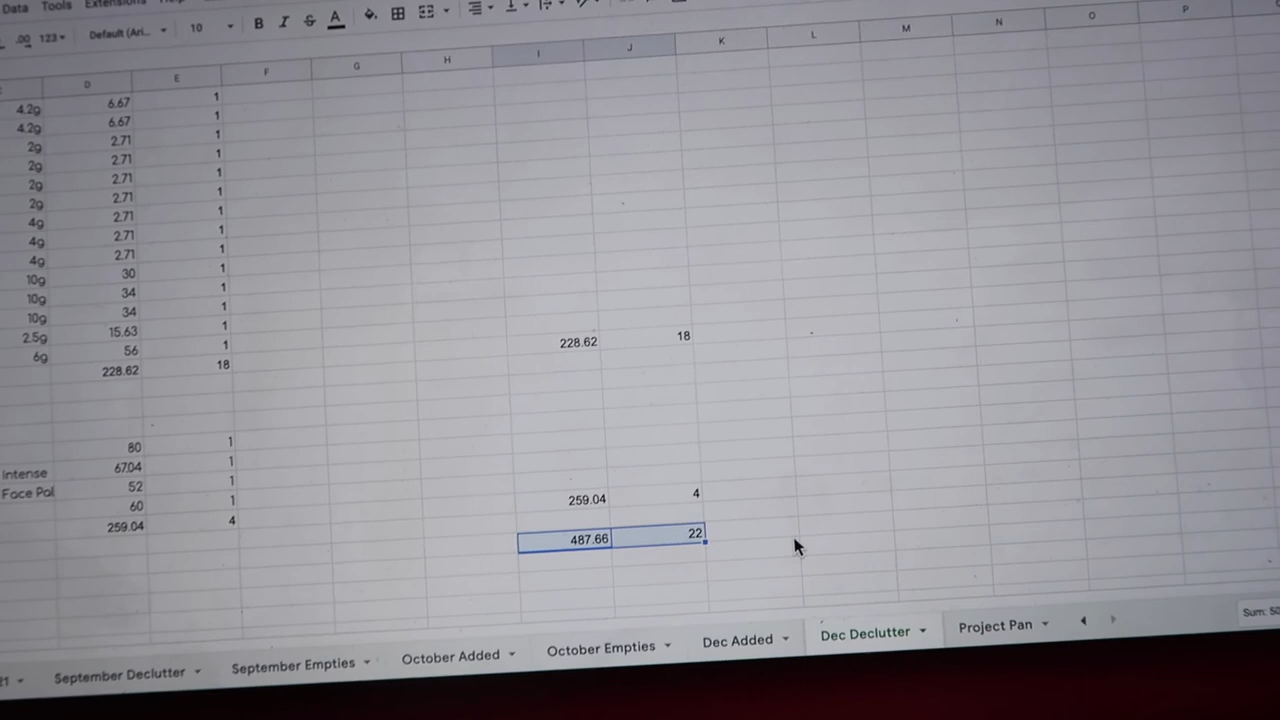 Data Tools Extensions
.00 123 Default (Ari... 10 B I S A
D E F G H I J K L M N O P
4.2g 6.67 1
4.2g 6.67 1
2g 2.71 1
2g 2.71 1
2g 2.71 1
2g 2.71 1
4g 2.71 1
4g 2.71 1
4g 2.71 1
10g 30 1
10g 34 1
10g 34 1
2.5g 15.63 1
6g 56 1 228.62 18
228.62 18
80 1
Intense 67.04 1
Face Pal 52 1
60 1 259.04 4
259.04 4
487.66 22
21 September Declutter September Empties October Added October Empties Dec Added Dec Declutter Project Pan Sum: 50